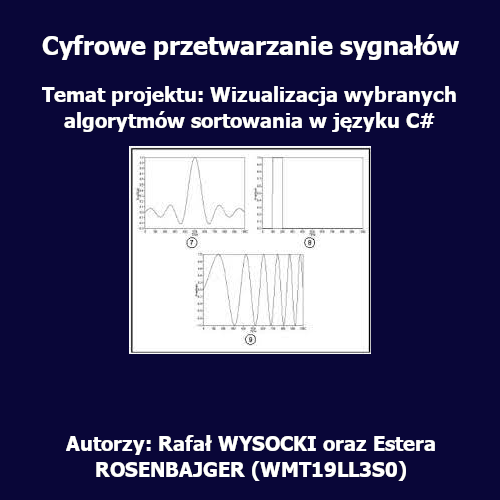 Cyfrowe przetwarzanie sygnałów
Temat projektu: Wizualizacja wybranych
algorytmów sortowania w języku C#
7
8
9
Autorzy: Rafał WYSOCKI oraz Estera
ROSENBAJGER (WMT19LL3S0)